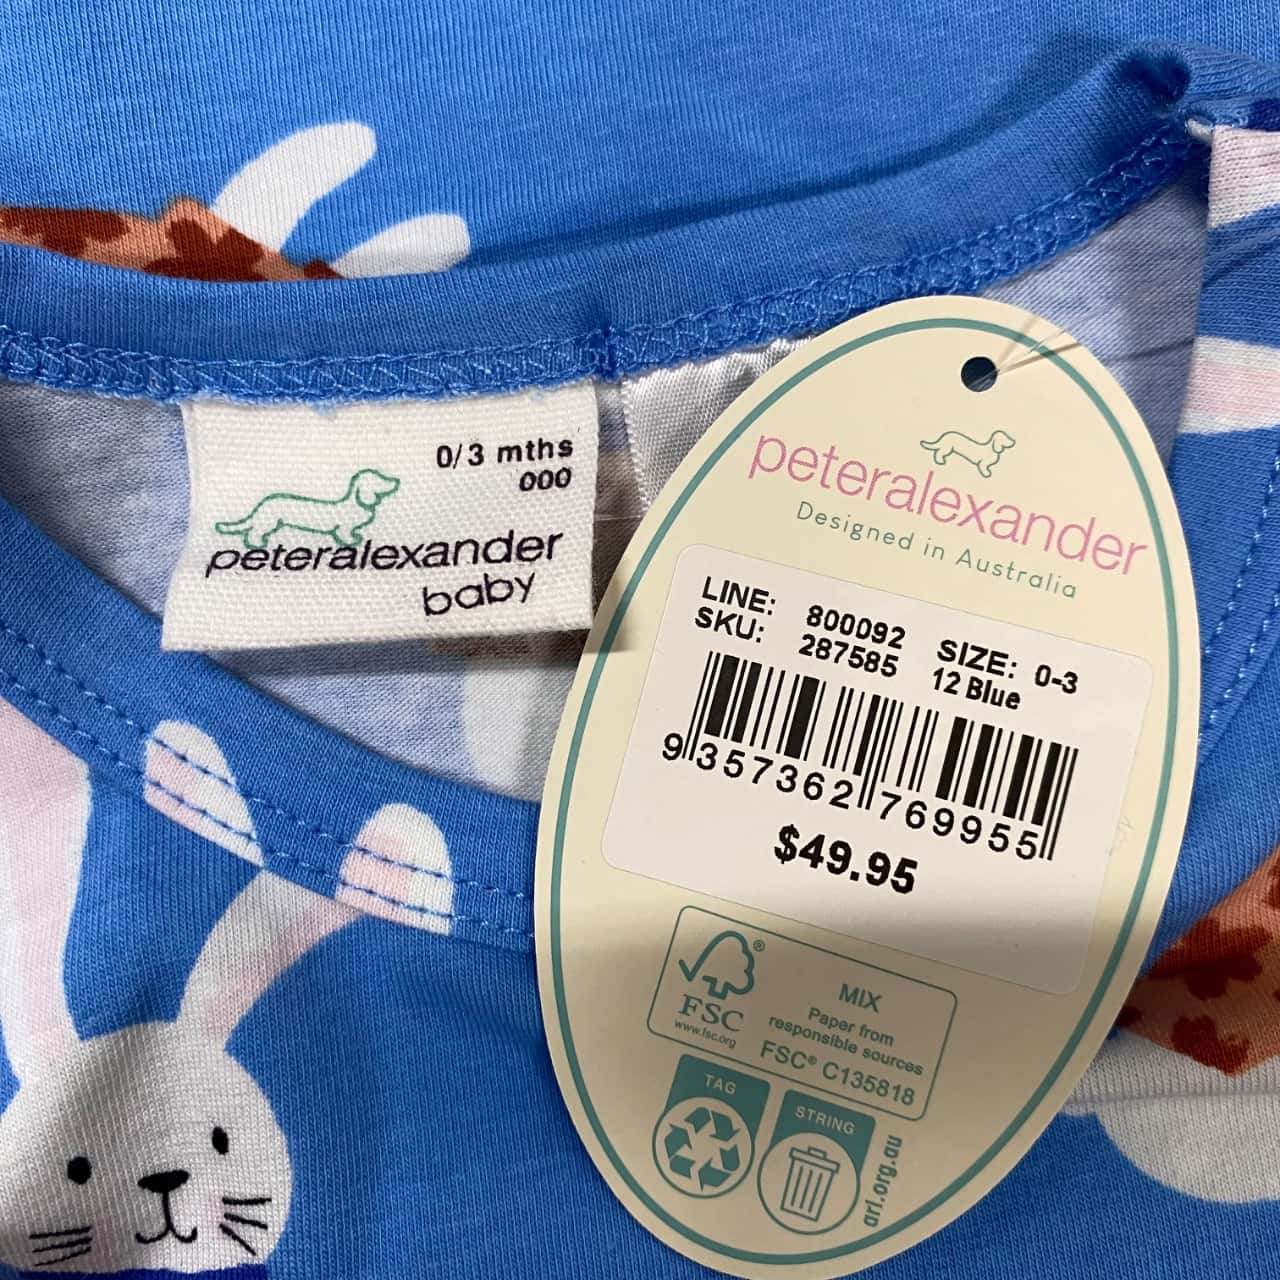 0/3 mths
000
peteralexander
baby
peteralexander
Designed in Australia
LINE: 800092 SIZE: 0-3
SKU: 287585 12 Blue
9 357362 769955
$49.95
FSC®
www.fsc.org
MIX
Paper from
responsible sources
FSC® C135818
TAG
STRING
arl.org.au